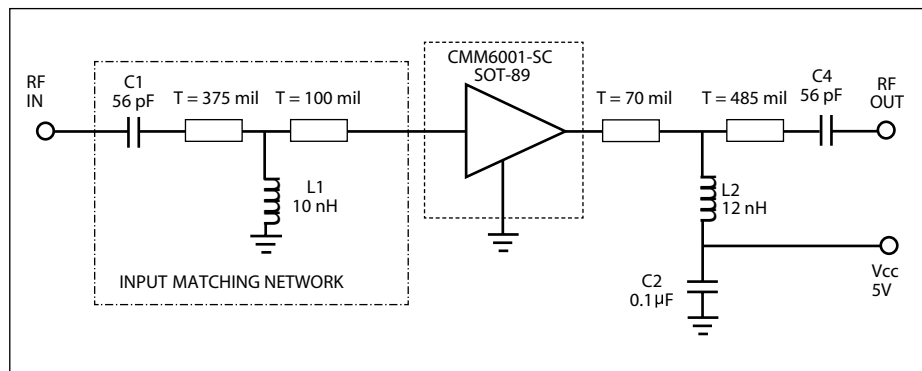 RF
IN
C1
56 pF
T = 375 mil
T = 100 mil
L1
10 nH
INPUT MATCHING NETWORK
CMM6001-SC
SOT-89
T = 70 mil
T = 485 mil
C4
56 pF
RF
OUT
L2
12 nH
C2
0.1µF
Vcc
5V